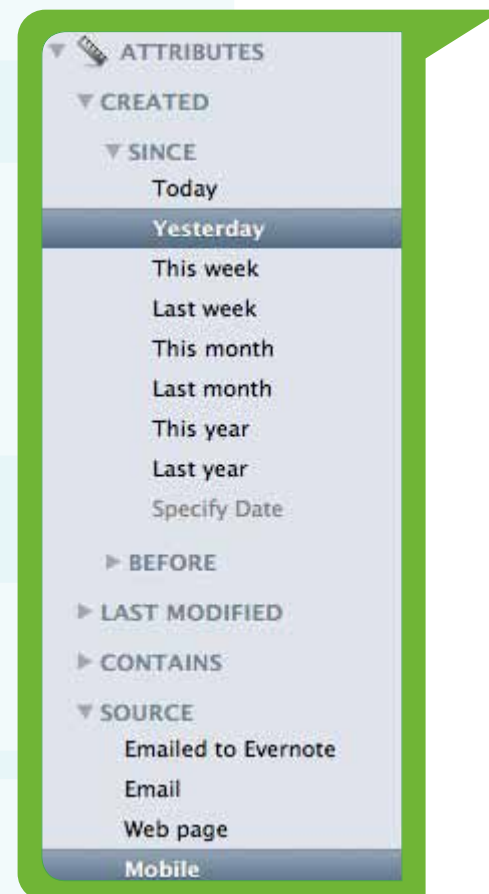 ATTRIBUTES
CREATED
SINCE
Today
Yesterday
This week
Last week
This month
Last month
This year
Last year
Specify Date
BEFORE
LAST MODIFIED
CONTAINS
SOURCE
Emailed to Evernote
Email
Web page
Mobile